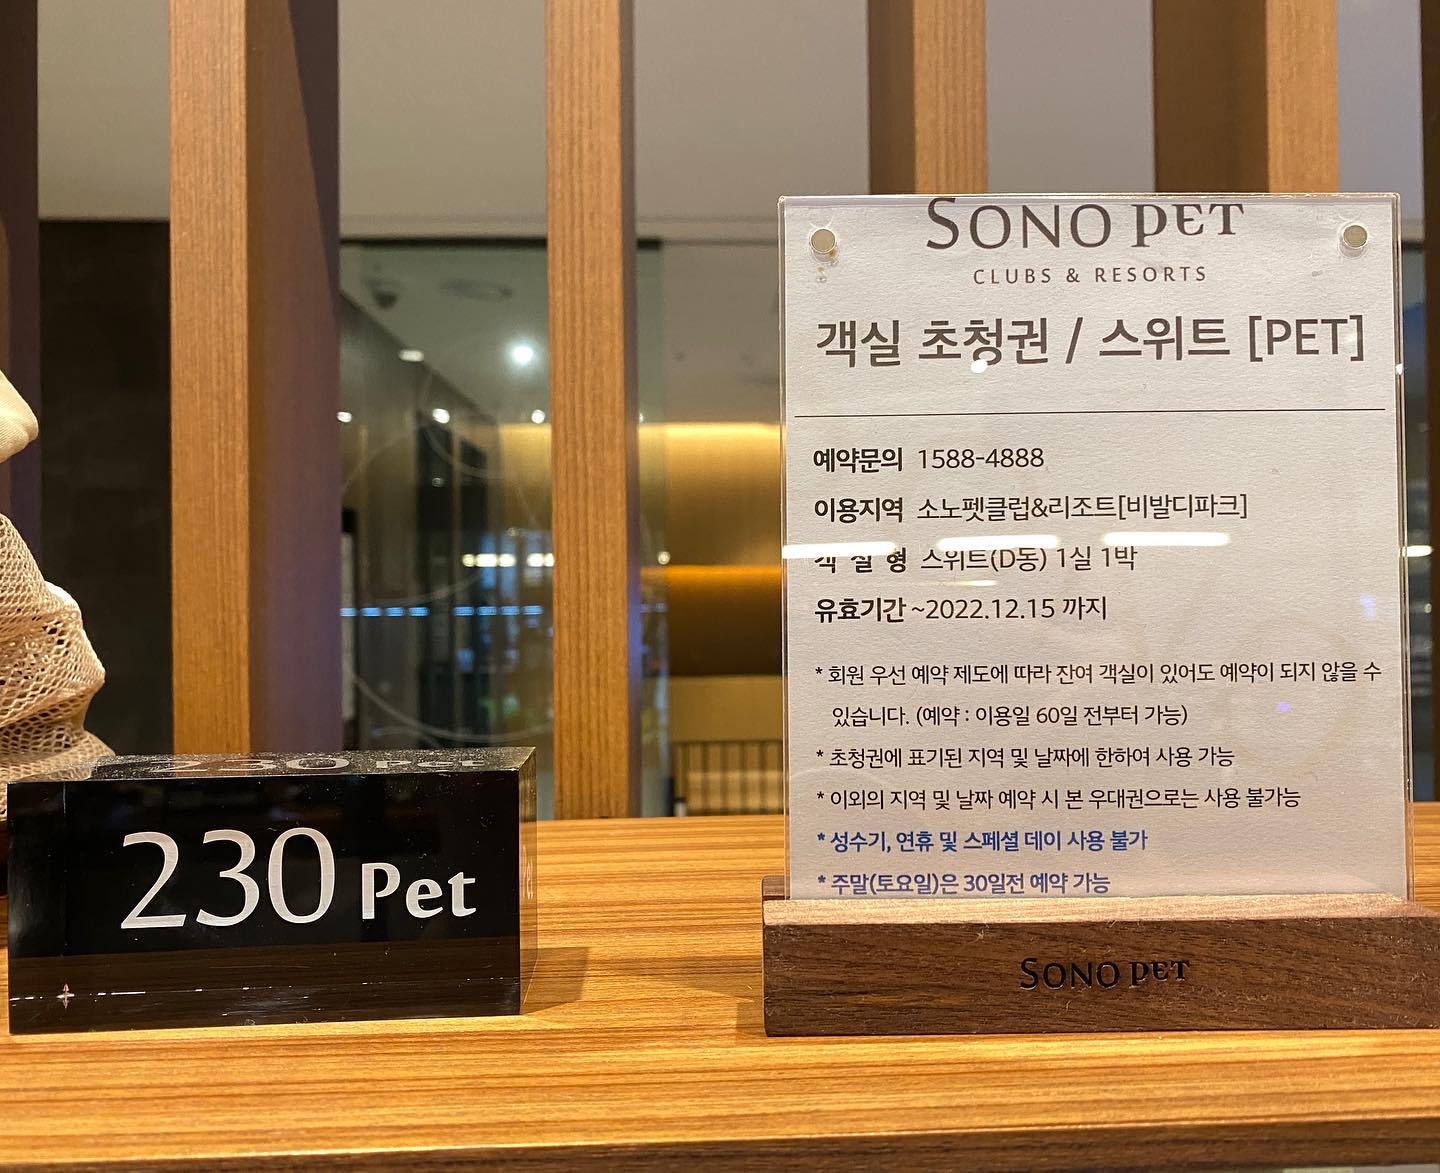 SONO PET
CLUBS & RESORTS
객실 초청권 / 스위트 [PET]
예약문의 1588-4888
이용지역 소노펫클럽&리조트[비발디파크]
객 실 형 스위트(D동) 1실 1박
유효기간 ~2022.12.15 까지
* 회원 우선 예약 제도에 따라 잔여 객실이 있어도 예약이 되지 않을 수
있습니다. (예약 : 이용일 60일 전부터 가능)
* 초청권에 표기된 지역 및 날짜에 한하여 사용 가능
* 이외의 지역 및 날짜 예약 시 본 우대권으로는 사용 불가능
* 성수기, 연휴 및 스페셜 데이 사용 불가
* 주말(토요일)은 30일전 예약 가능
SONO PET
230 Pet
230 Pet